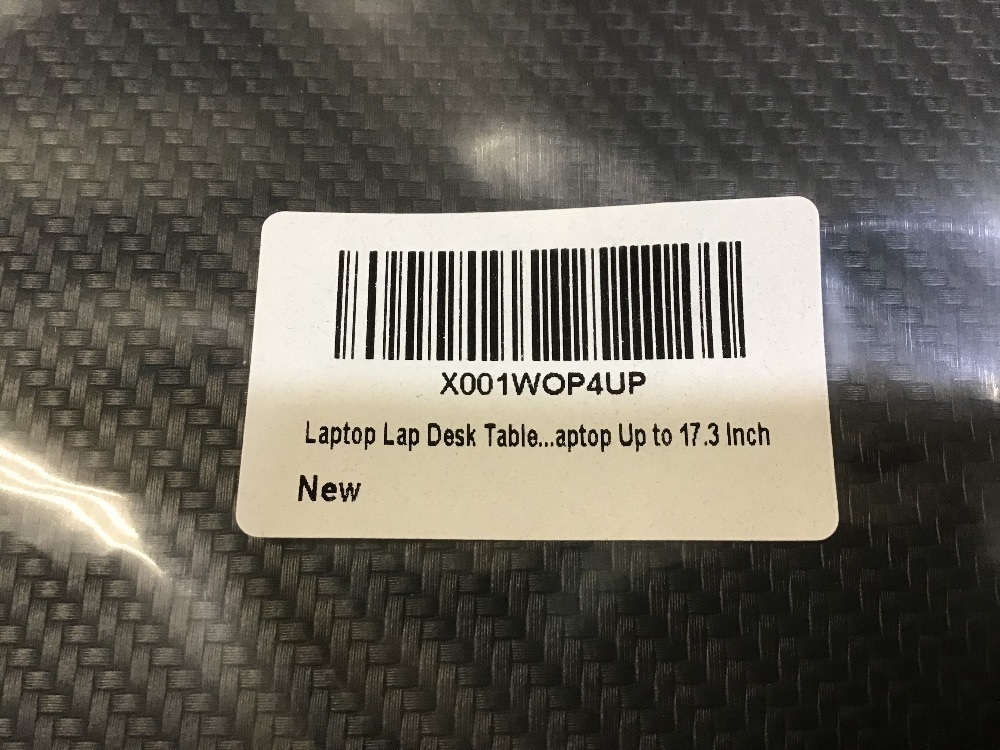 X001WOP4UP
Laptop Lap Desk Table...aptop Up to 17.3 Inch
New